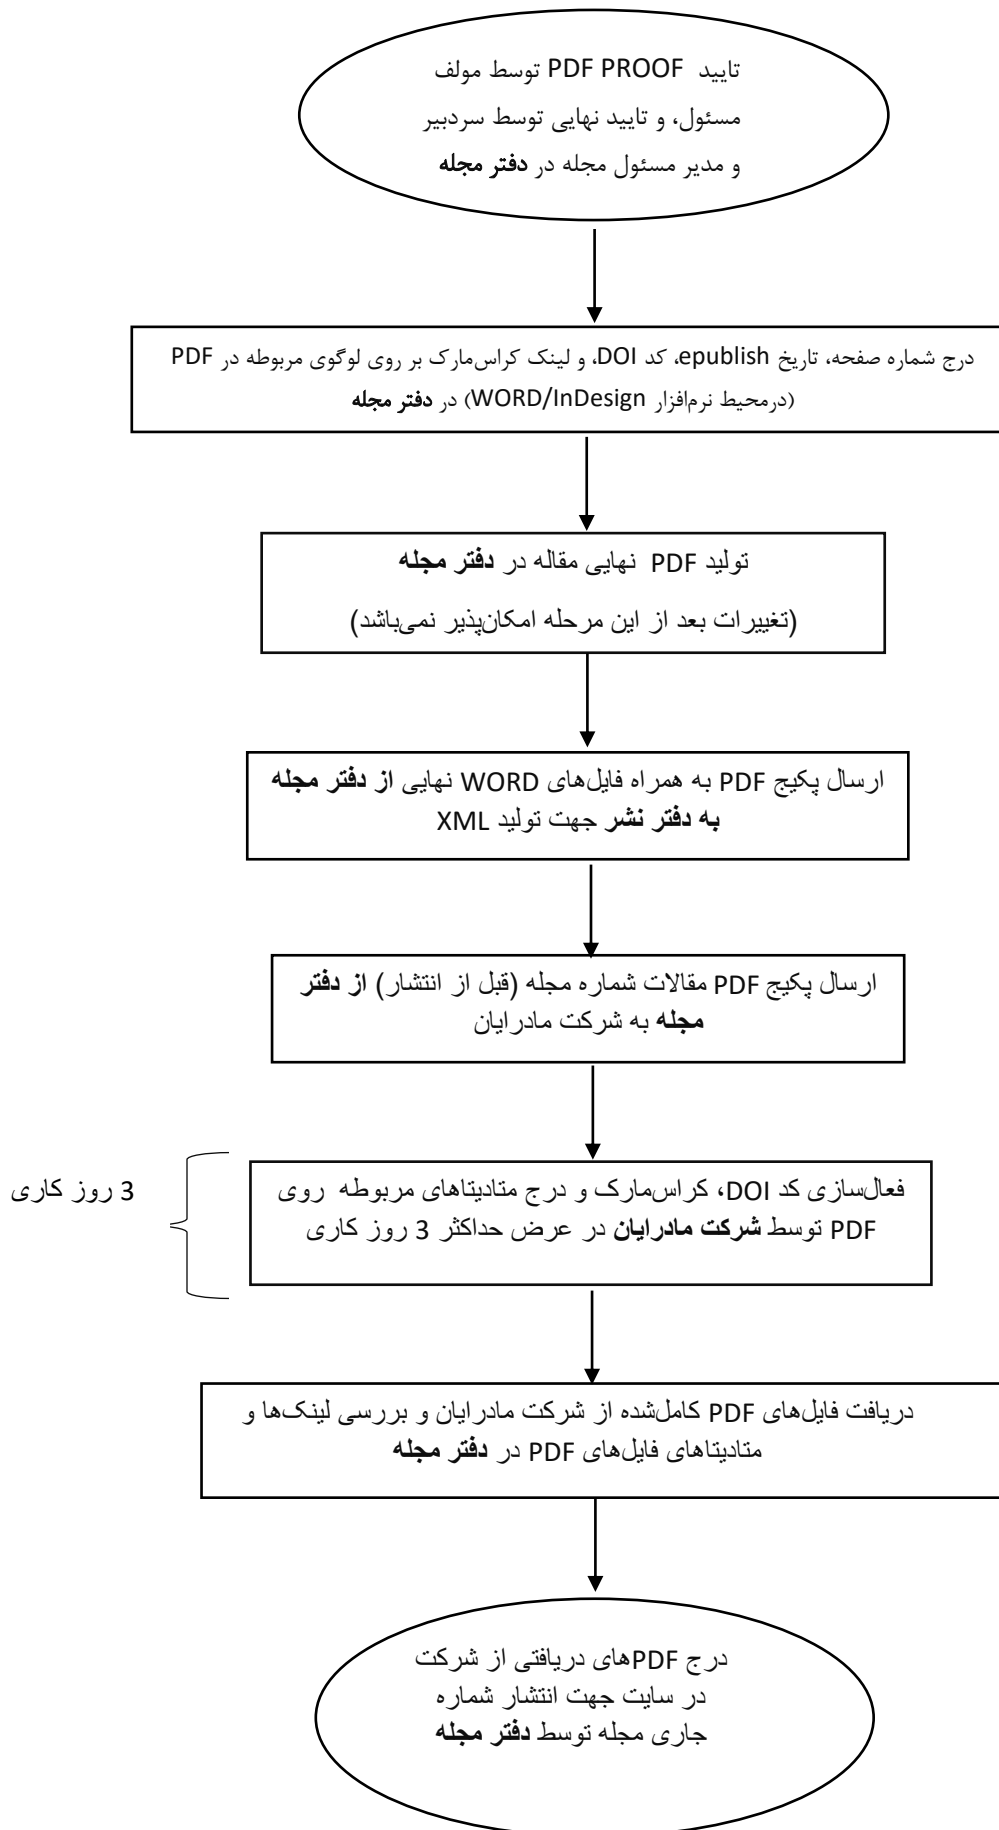 تایید PDF PROOF توسط مولف
مسئول، و تایید نهایی توسط سردبیر
و مدیر مسئول مجله در دفتر مجله
درج شماره صفحه، تاریخ epublish، کد DOI، و لینک کراس‌مارک بر روی لوگوی مربوطه در PDF
(درمحیط نرم‌افزار WORD/InDesign) در دفتر مجله
تولید PDF نهایی مقاله در دفتر مجله
(تغییرات بعد از این مرحله امکان‌پذیر نمی‌باشد)
ارسال پکیج PDF به همراه فایل‌های WORD نهایی از دفتر مجله
به دفتر نشر جهت تولید XML
ارسال پکیج PDF مقالات شماره مجله (قبل از انتشار) از دفتر
مجله به شرکت مادرایان
3 روز کاری
فعال‌سازی کد DOI، کراس‌مارک و درج متادیتاهای مربوطه روی
PDF توسط شرکت مادرایان در عرض حداکثر 3 روز کاری
دریافت فایل‌های PDF کامل‌شده از شرکت مادرایان و بررسی لینک‌ها و
متادیتاهای فایل‌های PDF در دفتر مجله
درج PDFهای دریافتی از شرکت
در سایت جهت انتشار شماره
جاری مجله توسط دفتر مجله